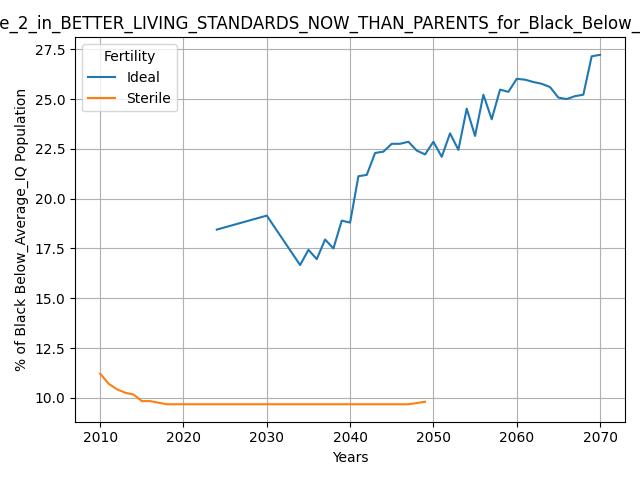 e_2_in_BETTER_LIVING_STANDARDS_NOW_THAN_PARENTS_for_Black_Below_
Fertility
Ideal
Sterile
% of Black Below_Average_IQ Population
27.5
25.0
22.5
20.0
17.5
15.0
12.5
10.0
2010 2020 2030 2040 2050 2060 2070
Years